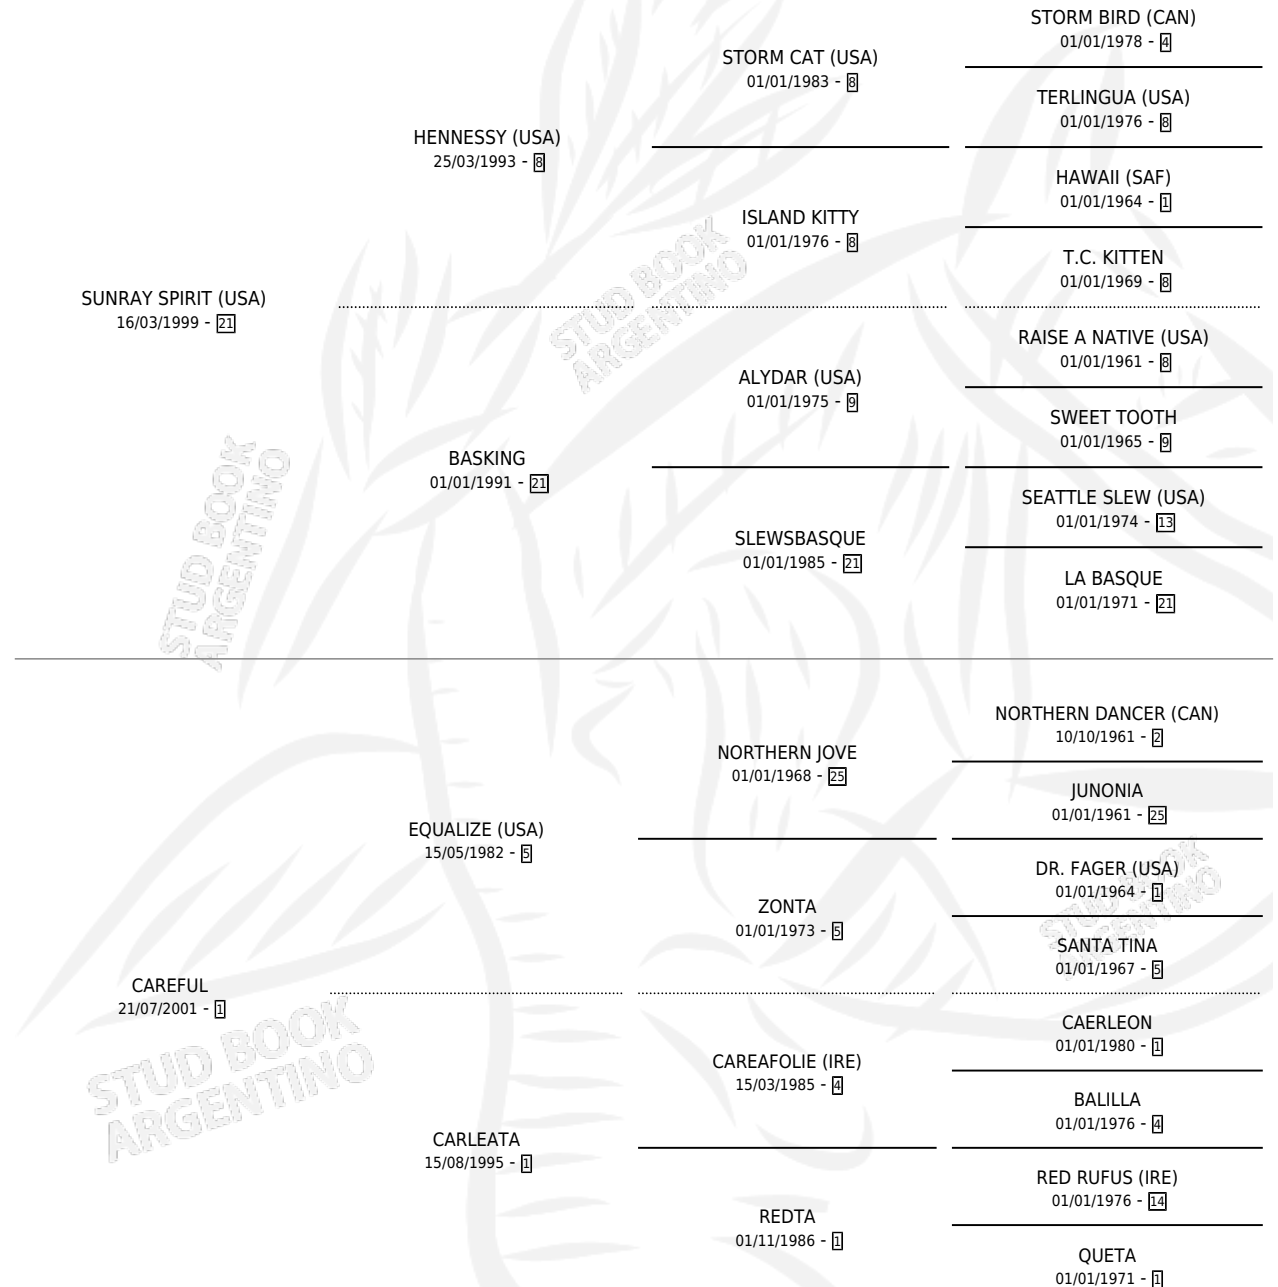 STORM BIRD (CAN)
01/01/1978 - 4
STORM CAT (USA)
01/01/1983 - 8
TERLINGUA (USA)
01/01/1976 - 8
HENNESSY (USA)
25/03/1993 - 8
HAWAII (SAF)
01/01/1964 - 1
ISLAND KITTY
01/01/1976 - 8
T.C. KITTEN
01/01/1969 - 8
SUNRAY SPIRIT (USA)
16/03/1999 - 21
RAISE A NATIVE (USA)
01/01/1961 - 8
ALYDAR (USA)
01/01/1975 - 9
SWEET TOOTH
01/01/1965 - 9
BASKING
01/01/1991 - 21
SEATTLE SLEW (USA)
01/01/1974 - 13
SLEWSBASQUE
01/01/1985 - 21
LA BASQUE
01/01/1971 - 21
NORTHERN DANCER (CAN)
10/10/1961 - 2
NORTHERN JOVE
01/01/1968 - 25
JUNONIA
01/01/1961 - 25
EQUALIZE (USA)
15/05/1982 - 5
DR. FAGER (USA)
01/01/1964 - 1
ZONTA
01/01/1973 - 5
SANTA TINA
01/01/1967 - 5
CAREFUL
21/07/2001 - 1
CAERLEON
01/01/1980 - 1
CAREAFOLIE (IRE)
15/03/1985 - 4
BALILLA
01/01/1976 - 4
CARLEATA
15/08/1995 - 1
RED RUFUS (IRE)
01/01/1976 - 14
REDTA
01/11/1986 - 1
QUETA
01/01/1971 - 1
STUD BOOK
ARGENTINO
STUD BOOK
ARGENTINO
STUD BOOK
ARGENTINO
STUD BOOK
ARGENTINO